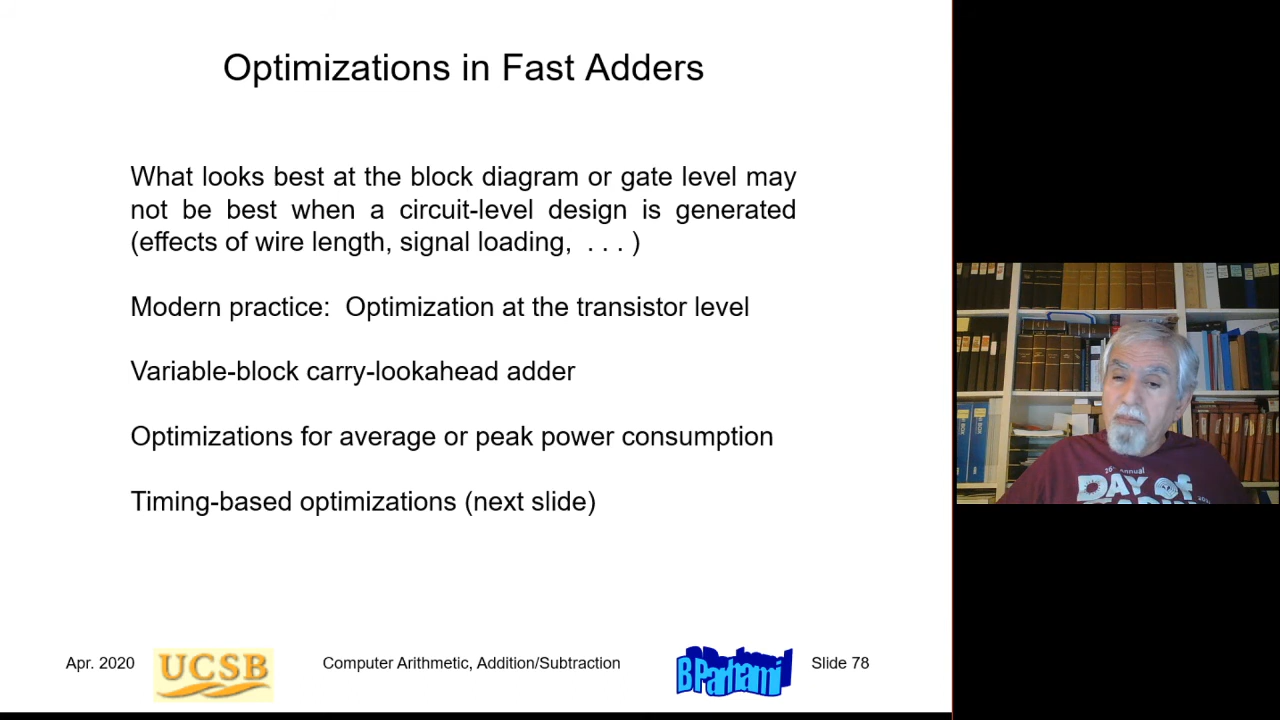 Optimizations in Fast Adders
What looks best at the block diagram or gate level may
not be best when a circuit-level design is generated
(effects of wire length, signal loading,  . . . )
Modern practice:  Optimization at the transistor level
Variable-block carry-lookahead adder
Optimizations for average or peak power consumption
Timing-based optimizations (next slide)
Annual
DAY of
Apr. 2020
UCSB
Computer Arithmetic, Addition/Subtraction
B Parhami
Slide 78